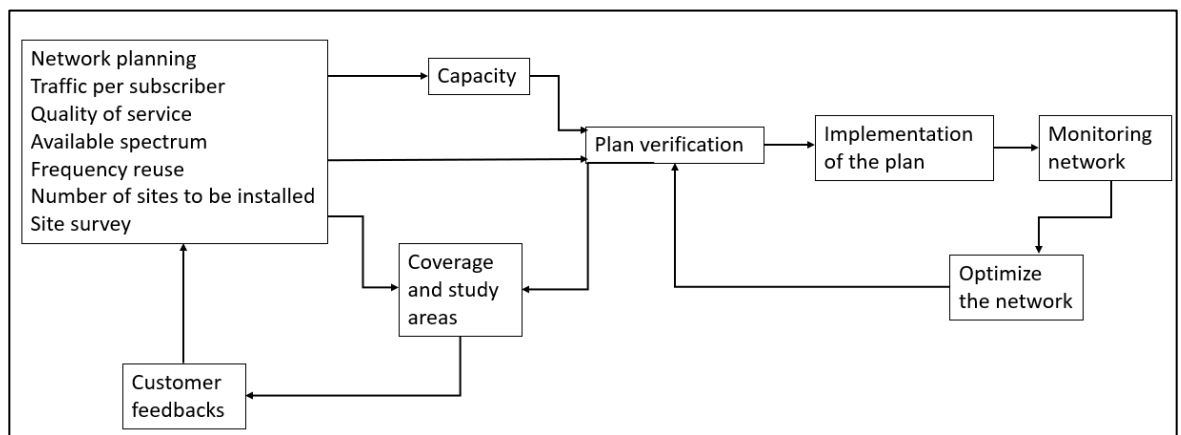 Network planning
Traffic per subscriber
Quality of service
Available spectrum
Frequency reuse
Number of sites to be installed
Site survey
Capacity
Plan verification
Implementation
of the plan
Monitoring
network
Coverage
and study
areas
Optimize
the network
Customer
feedbacks